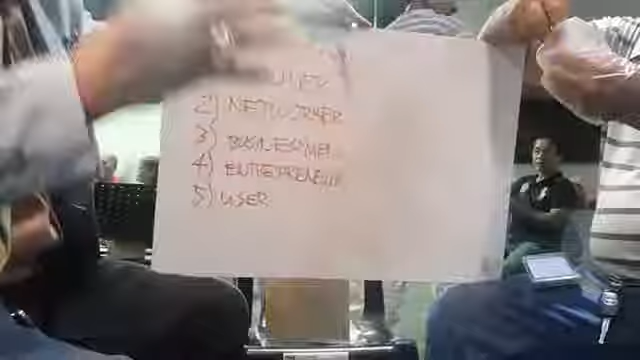 2) NETWORKER
3) BUSINESSMEN
4) ENTREPRENEUR
5) USER